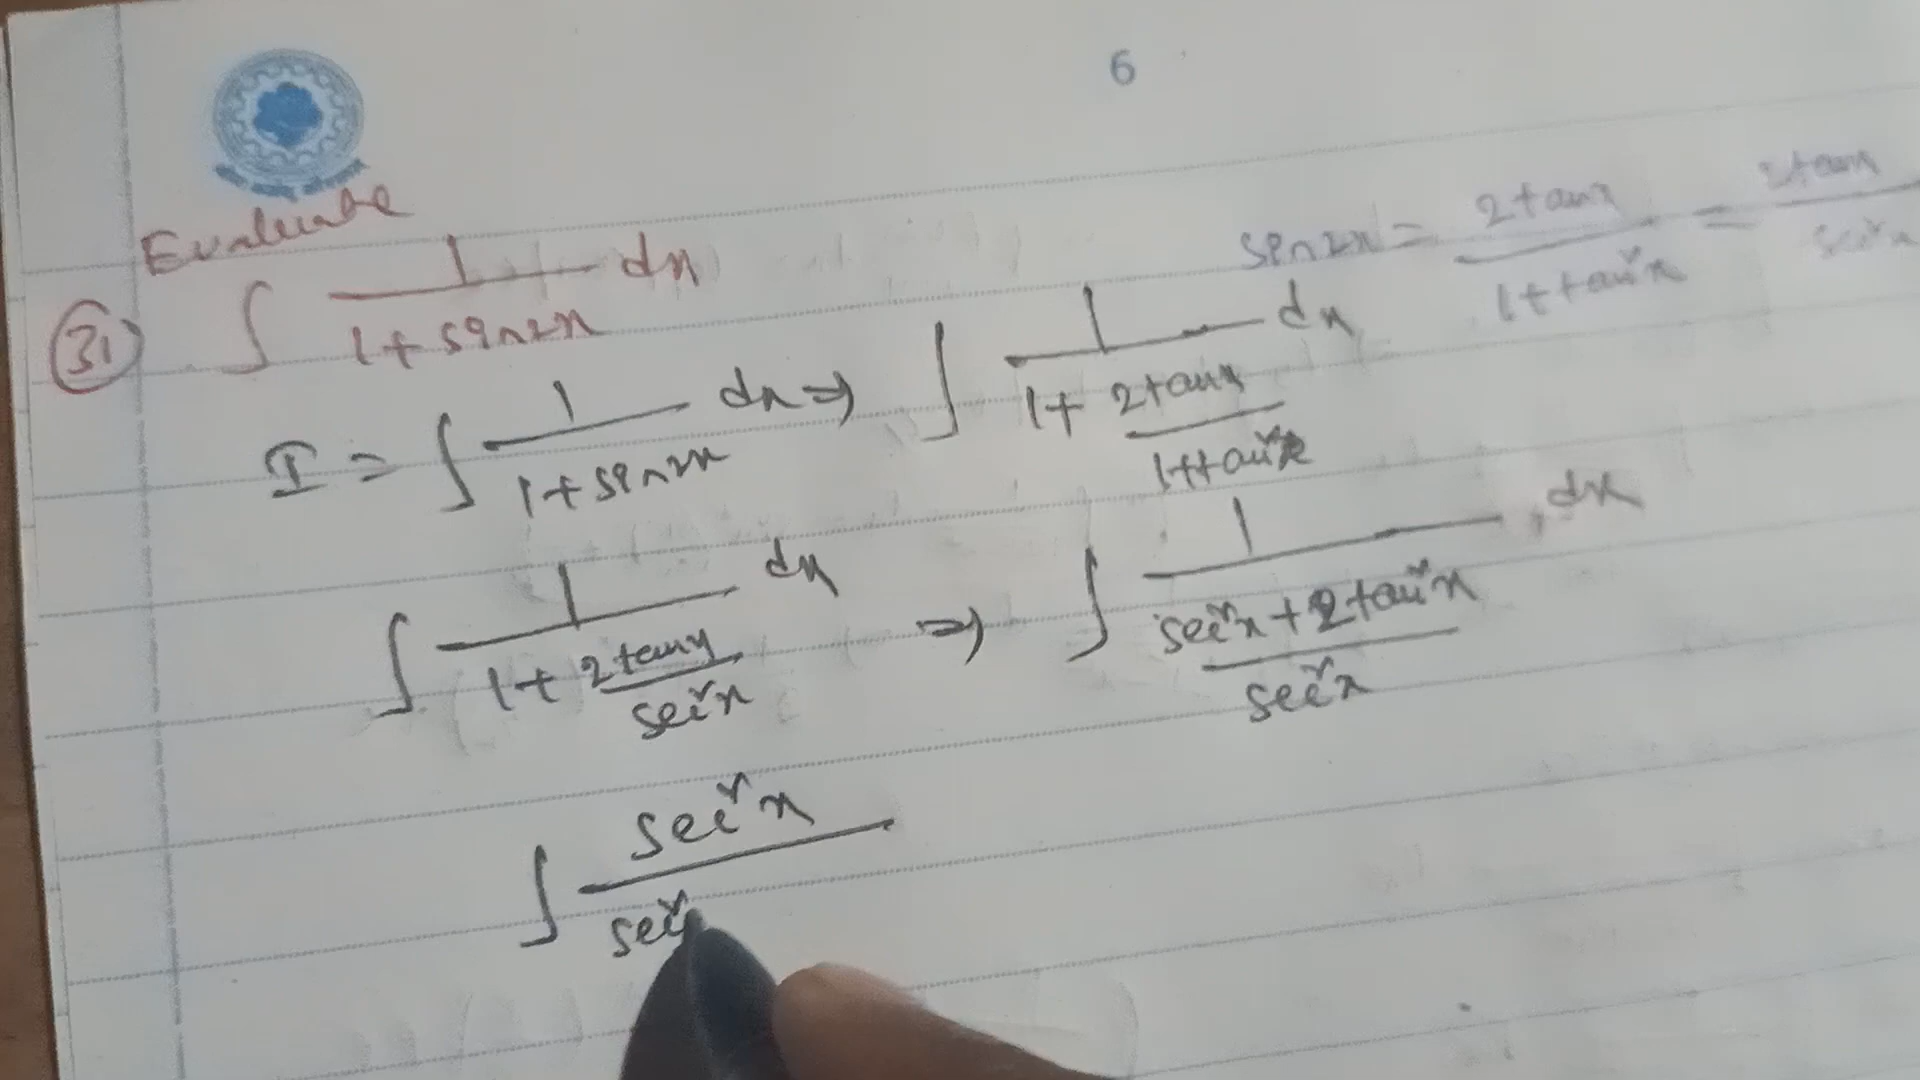 6
Evaluate
31 ∫ 1/(1+sin2x) dx
sin2x = 2tanx/(1+tan²x) = 2tanx/sec²x
I = ∫ 1/(1+sin2x) dx ⇒ ∫ 1/(1+ 2tanx/(1+tan²x)) dx
∫ 1/(1+ 2tanx/sec²x) dx ⇒ ∫ 1/((sec²x+2tan²x)/sec²x) . dx
∫ sec²x/sec²